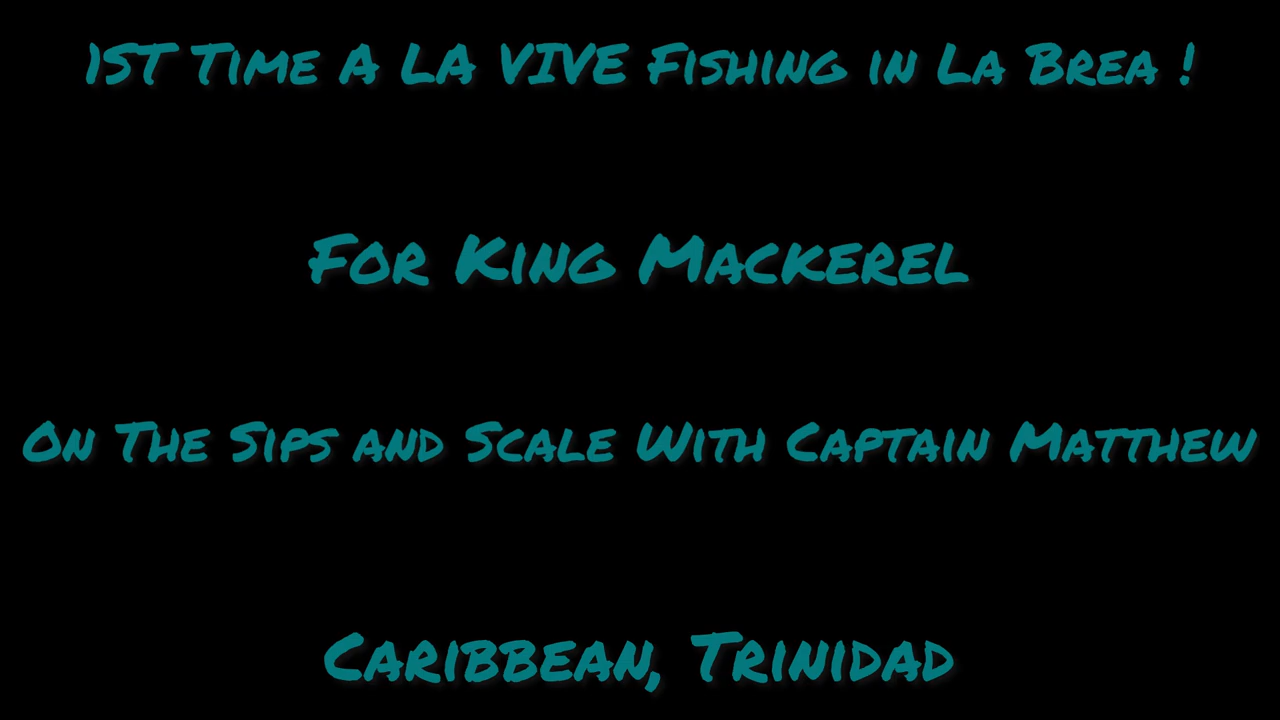 1ST Time A LA VIVE Fishing in La Brea !
For King Mackerel
On The Sips and Scale With Captain Matthew
Caribbean, Trinidad